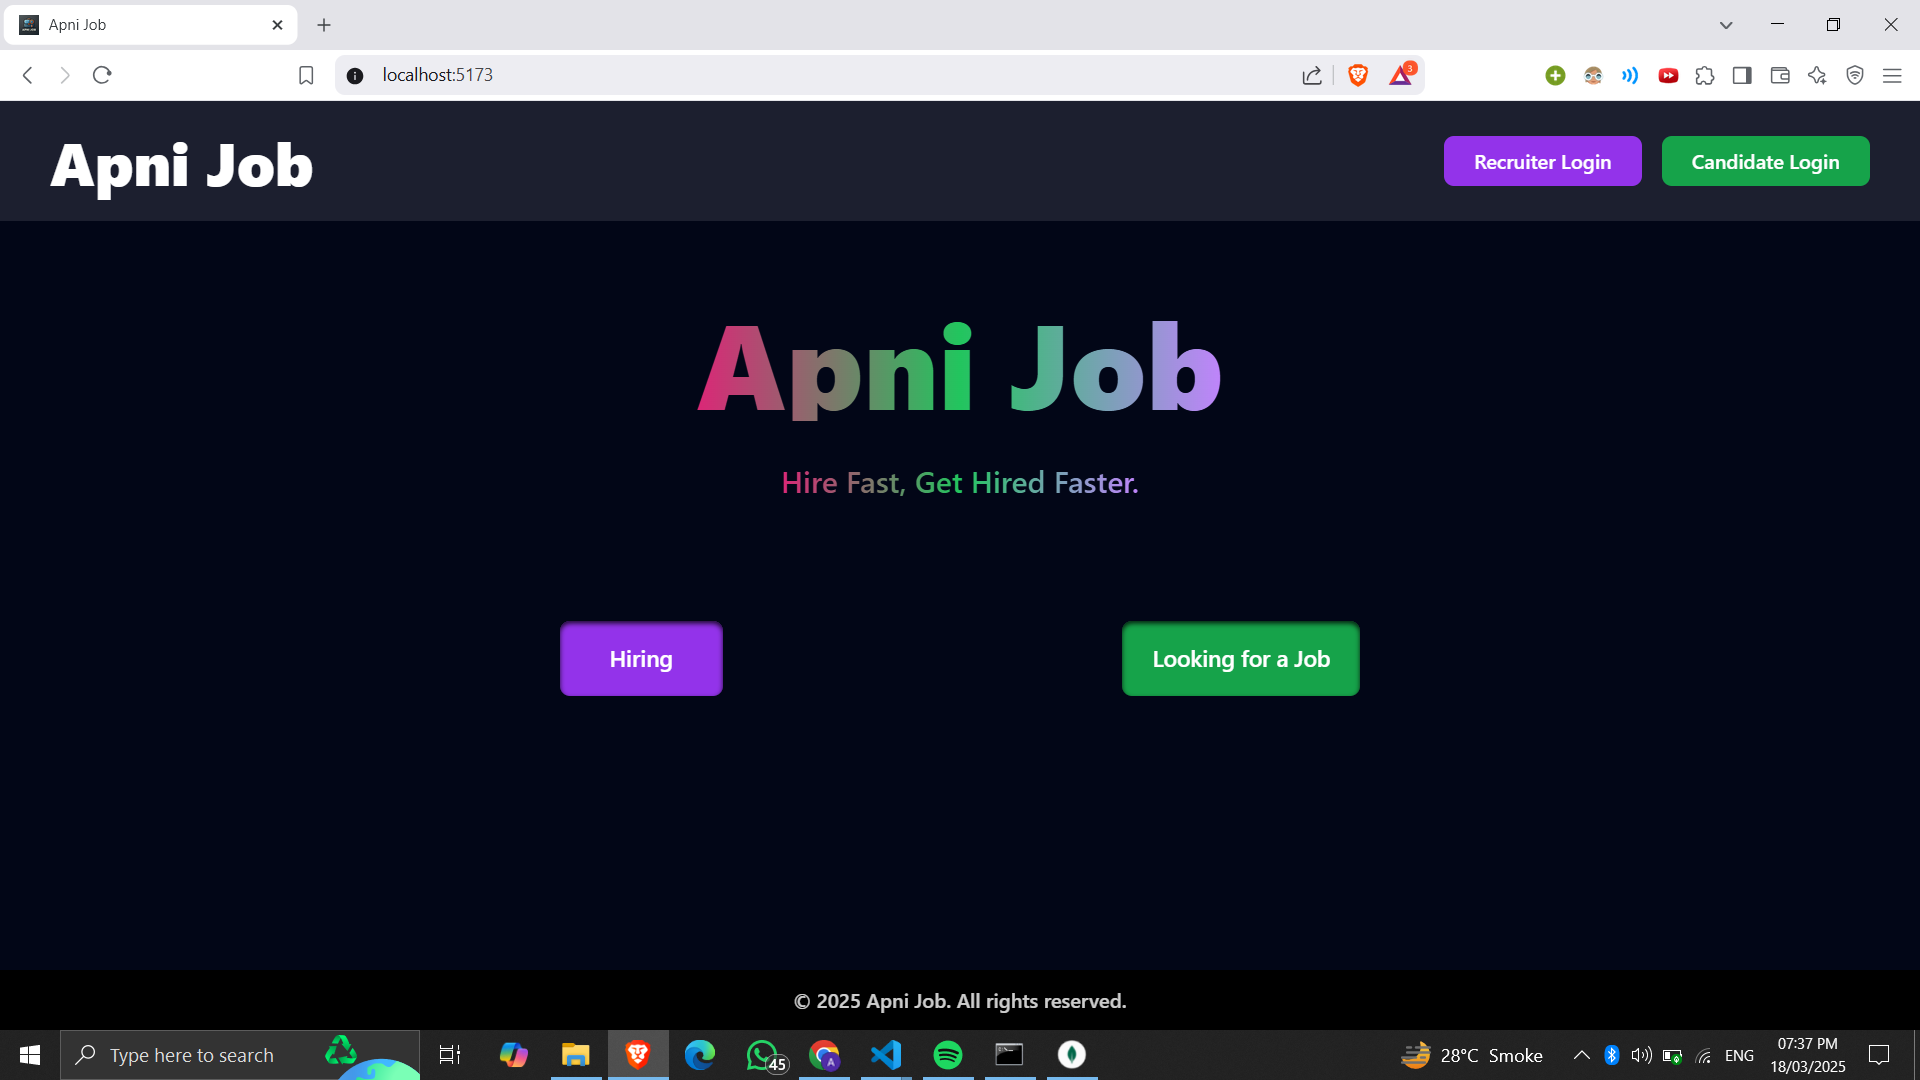 Apni Job
localhost:5173
3
Apni Job
Recruiter Login
Candidate Login
Apni Job
Hire Fast, Get Hired Faster.
Hiring
Looking for a Job
© 2025 Apni Job. All rights reserved.
Type here to search
45
A
28°C Smoke
ENG
07:37 PM
18/03/2025